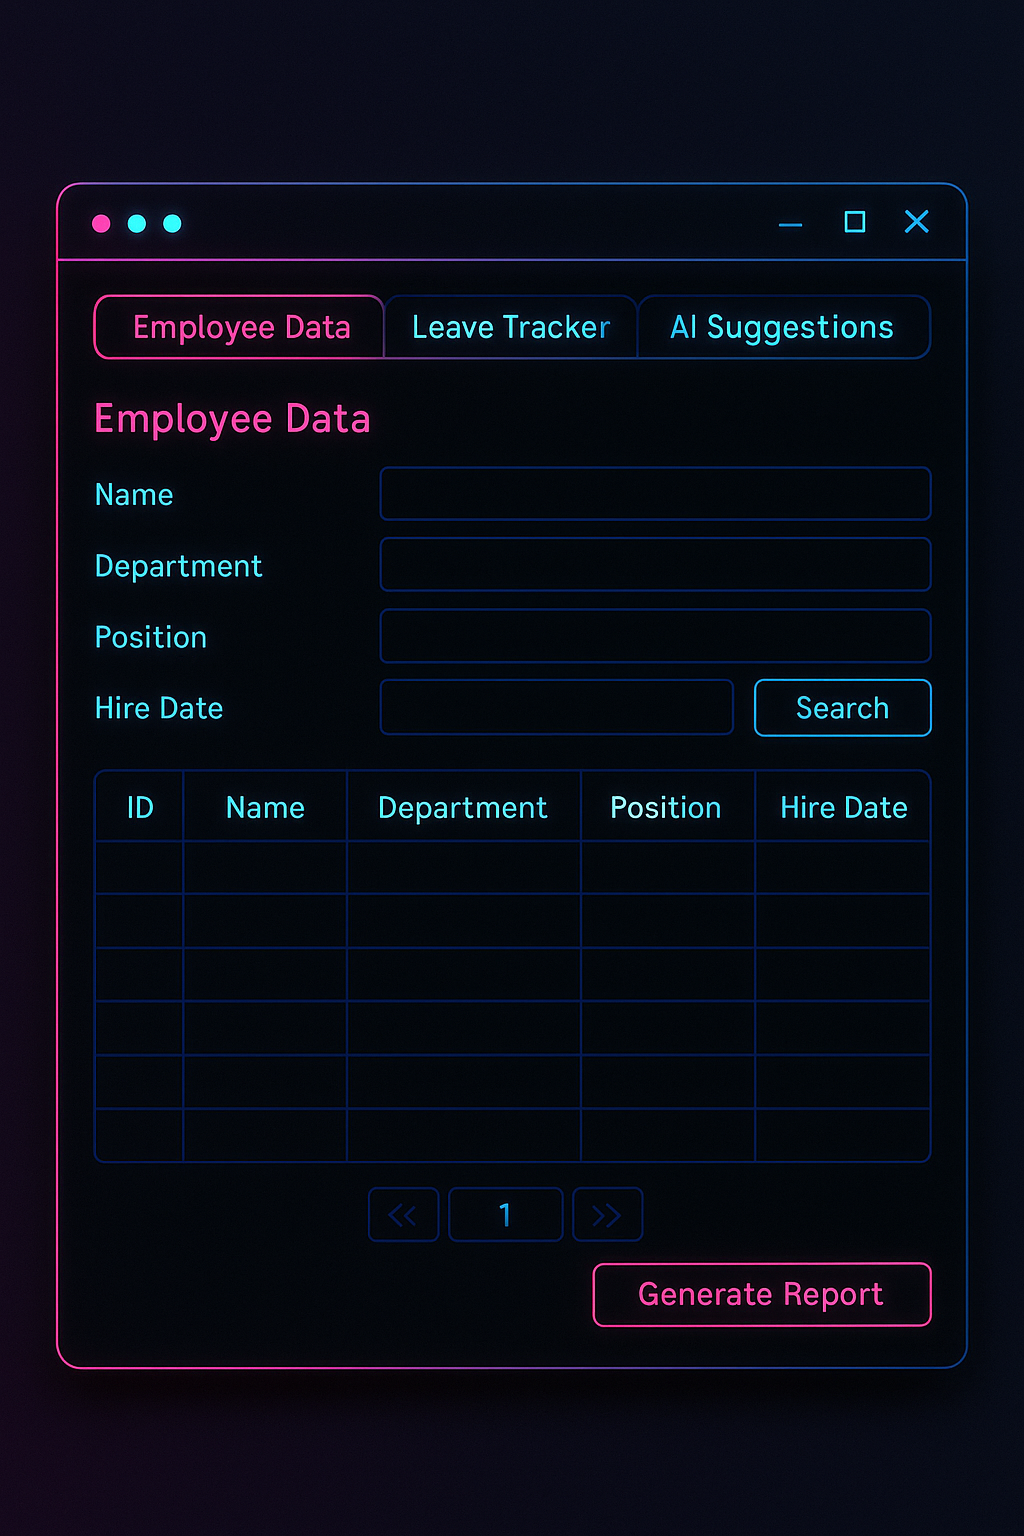 Employee Data Leave Tracker AI Suggestions
Employee Data
Name
Department
Position
Hire Date Search
ID Name Department Position Hire Date
<< 1 >>
Generate Report